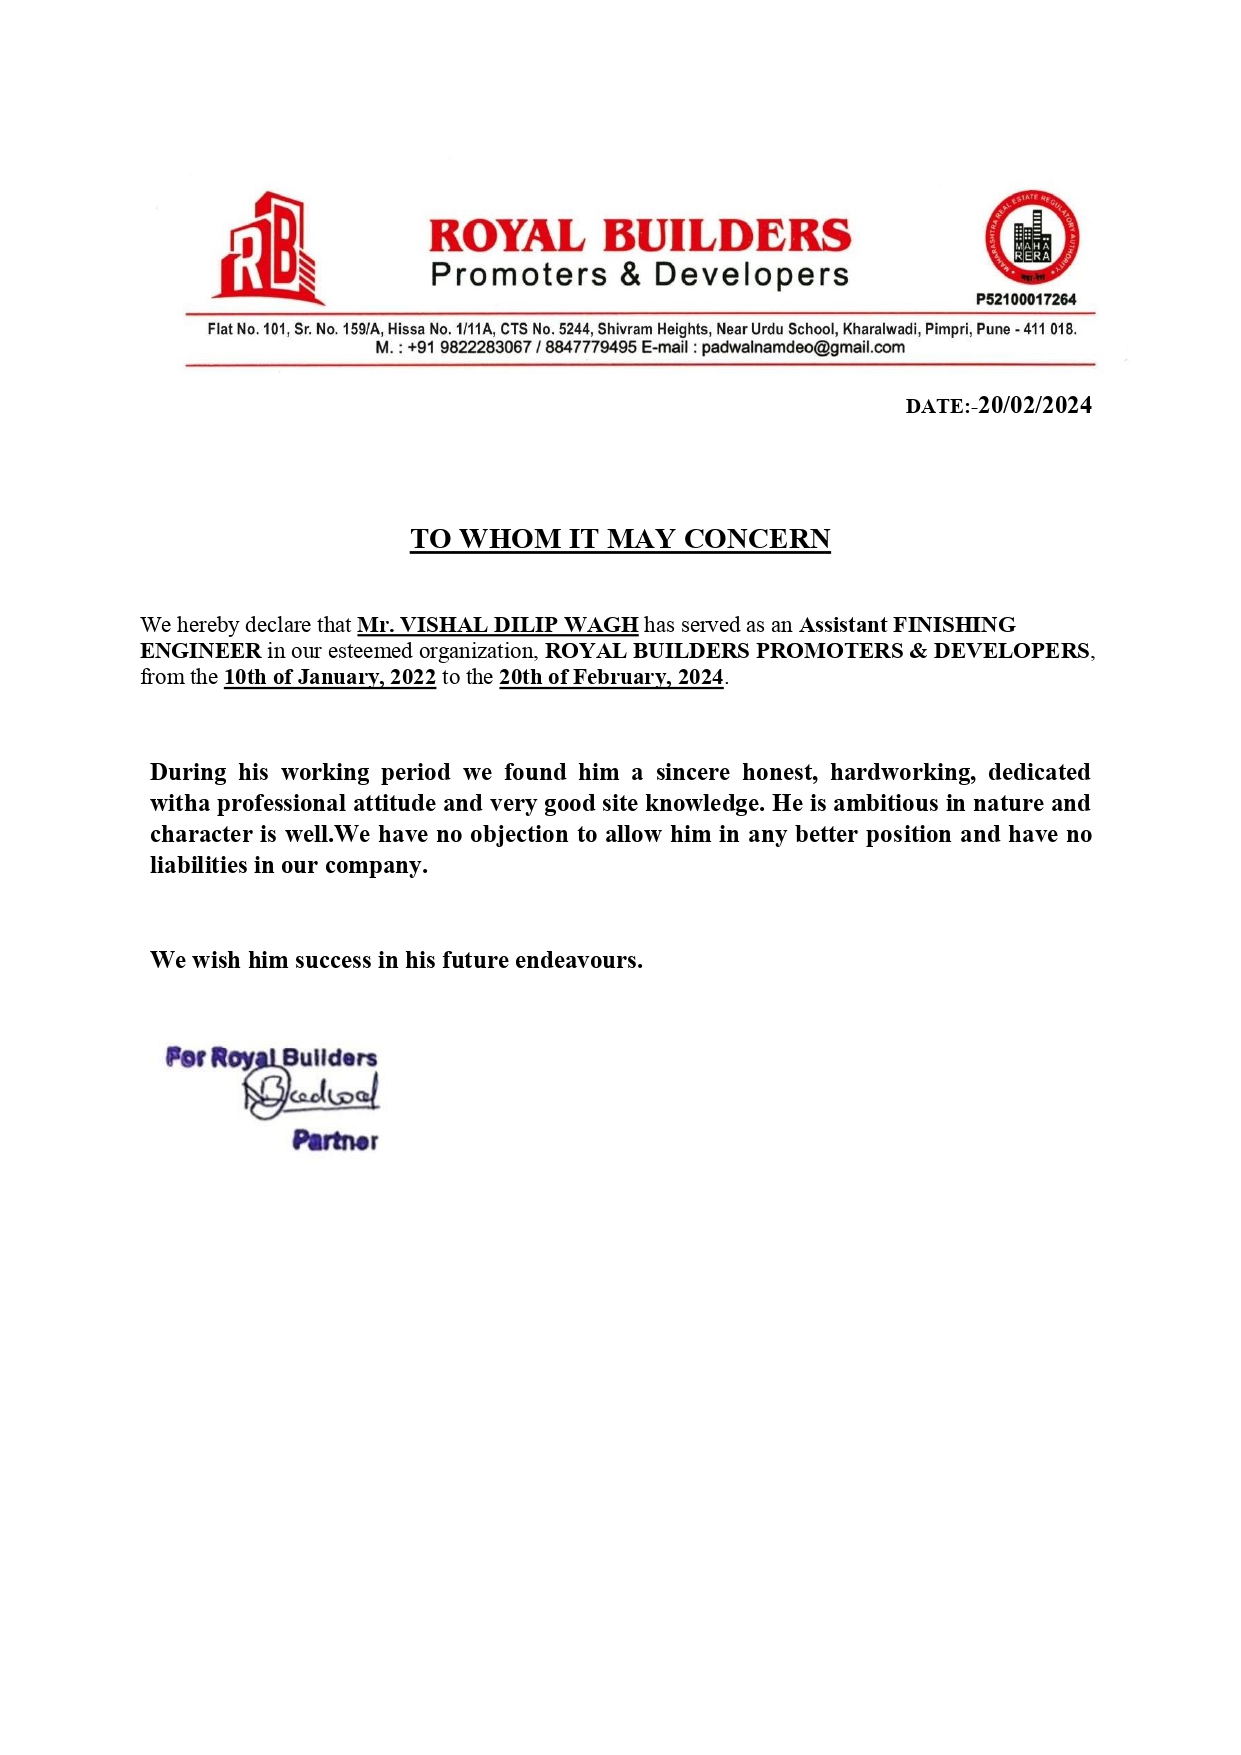 RB
ROYAL BUILDERS
Promoters & Developers
MAHARASHTRA REAL ESTATE REGULATORY AUTHORITY
MAHA
RERA
P52100017264
Flat No. 101, Sr. No. 159/A, Hissa No. 1/11A, CTS No. 5244, Shivram Heights, Near Urdu School, Kharalwadi, Pimpri, Pune - 411 018.
M. : +91 9822283067 / 8847779495 E-mail : padwalnamdeo@gmail.com
DATE:-20/02/2024
TO WHOM IT MAY CONCERN
We hereby declare that Mr. VISHAL DILIP WAGH has served as an Assistant FINISHING
ENGINEER in our esteemed organization, ROYAL BUILDERS PROMOTERS & DEVELOPERS,
from the 10th of January, 2022 to the 20th of February, 2024.
During his working period we found him a sincere honest, hardworking, dedicated
witha professional attitude and very good site knowledge. He is ambitious in nature and
character is well.We have no objection to allow him in any better position and have no
liabilities in our company.
We wish him success in his future endeavours.
For Royal Builders
Partner